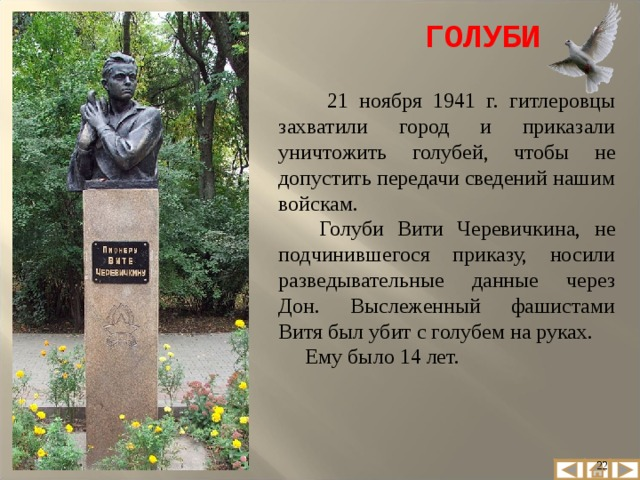 ГОЛУБИ
21 ноября 1941 г. гитлеровцы
захватили город и приказали
уничтожить голубей, чтобы не
допустить передачи сведений нашим
войскам.
Голуби Вити Черевичкина, не
подчинившегося приказу, носили
разведывательные данные через
Дон. Выслеженный фашистами
Витя был убит с голубем на руках.
Ему было 14 лет.
Пионеру
Вите
Черевичкину
22